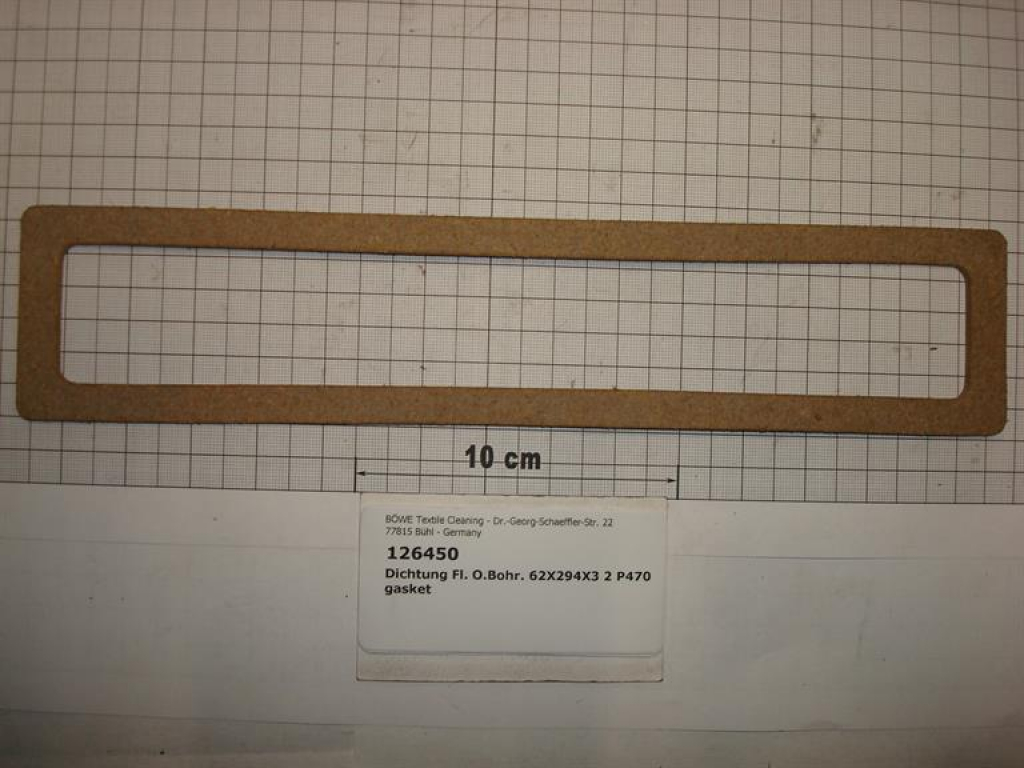 10 cm
BÖWE Textile Cleaning - Dr.-Georg-Schaeffler-Str. 22
77815 Bühl - Germany
126450
Dichtung Fl. O.Bohr. 62X294X3 2 P470
gasket